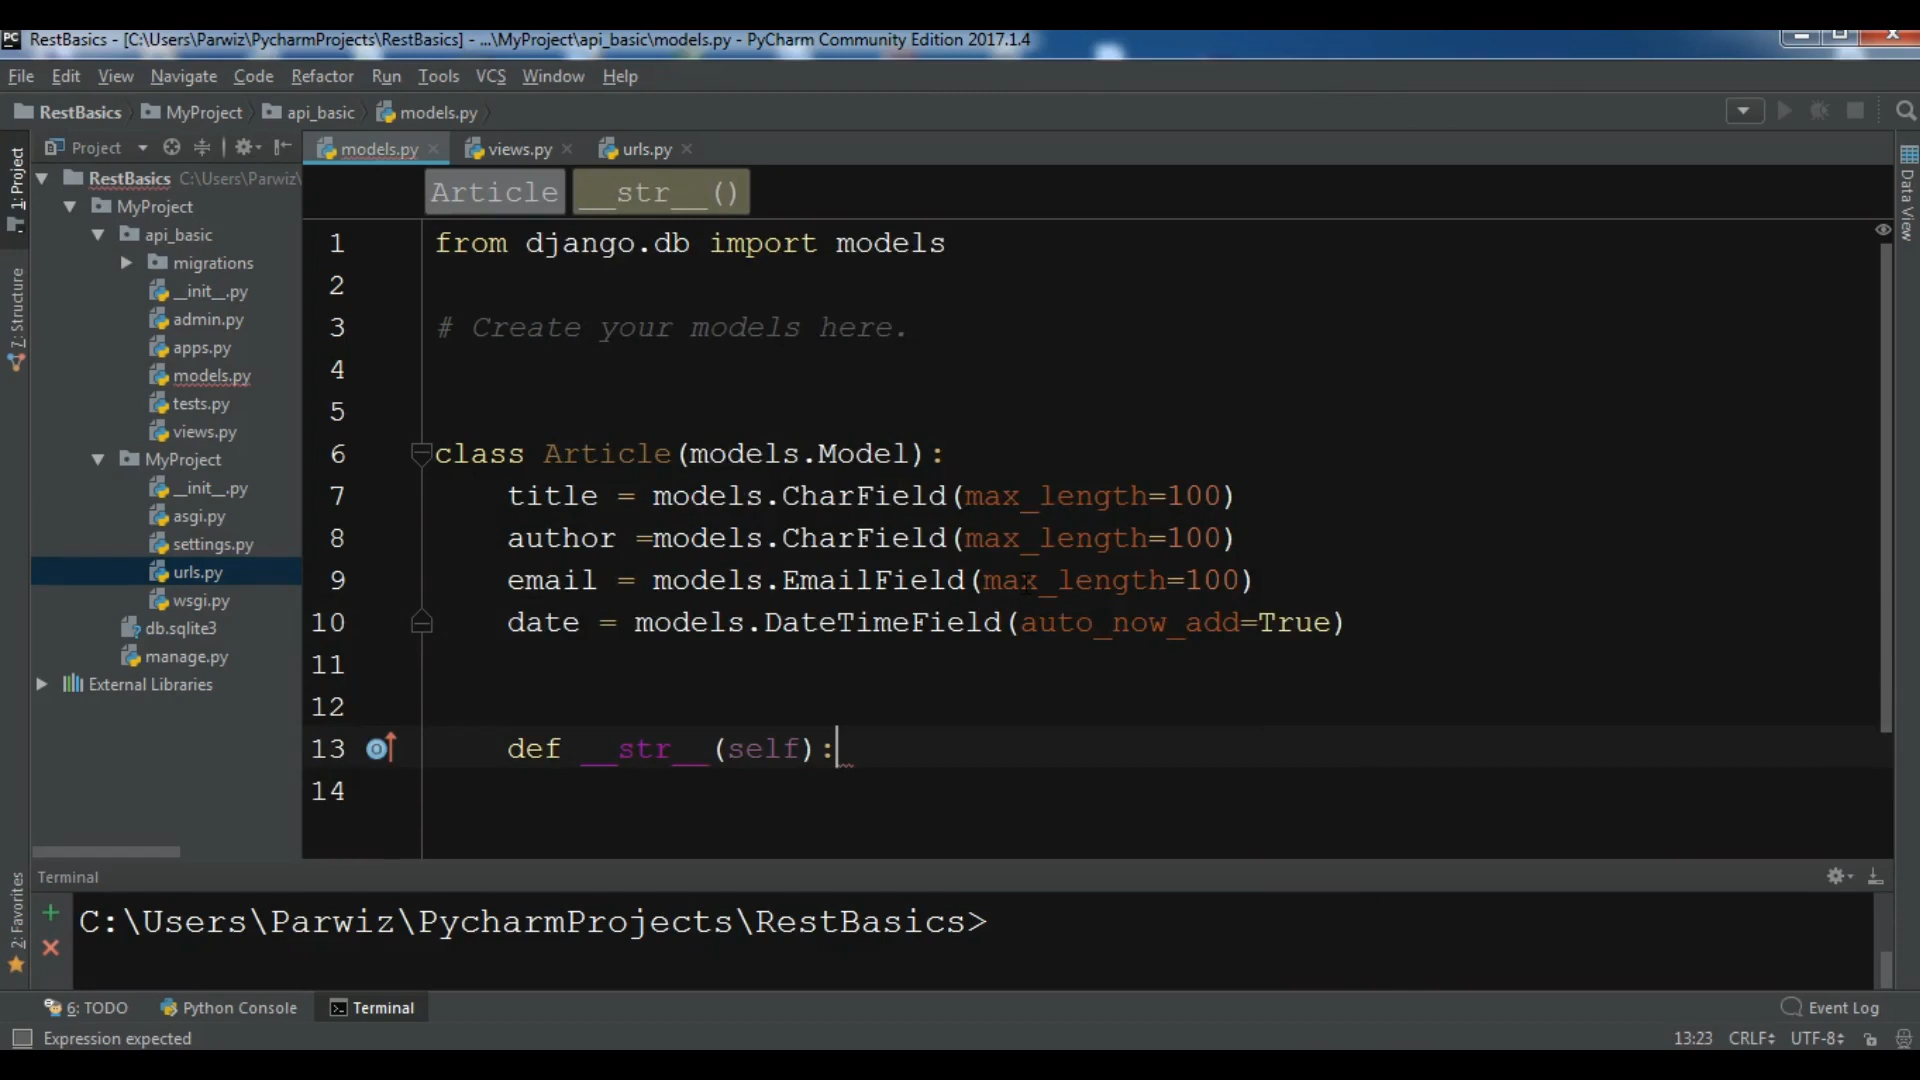 RestBasics - [C:\Users\Parwiz\PycharmProjects\RestBasics] - ...\MyProject\api_basic\models.py - PyCharm Community Edition 2017.1.4
File Edit View Navigate Code Refactor Run Tools VCS Window Help
RestBasics MyProject api_basic models.py
Project models.py views.py urls.py
1: Project
7: Structure
2: Favorites
Data View
RestBasics C:\Users\Parwiz\
MyProject
api_basic
migrations
__init__.py
admin.py
apps.py
models.py
tests.py
views.py
MyProject
__init__.py
asgi.py
settings.py
urls.py
wsgi.py
db.sqlite3
manage.py
External Libraries
Article __str__()
1 from django.db import models
2
3 # Create your models here.
4
5
6 class Article(models.Model):
7 title = models.CharField(max_length=100)
8 author =models.CharField(max_length=100)
9 email = models.EmailField(max_length=100)
10 date = models.DateTimeField(auto_now_add=True)
11
12
13 def __str__(self):
14
Terminal
C:\Users\Parwiz\PycharmProjects\RestBasics>
6: TODO Python Console Terminal Event Log
Expression expected 13:23 CRLF UTF-8